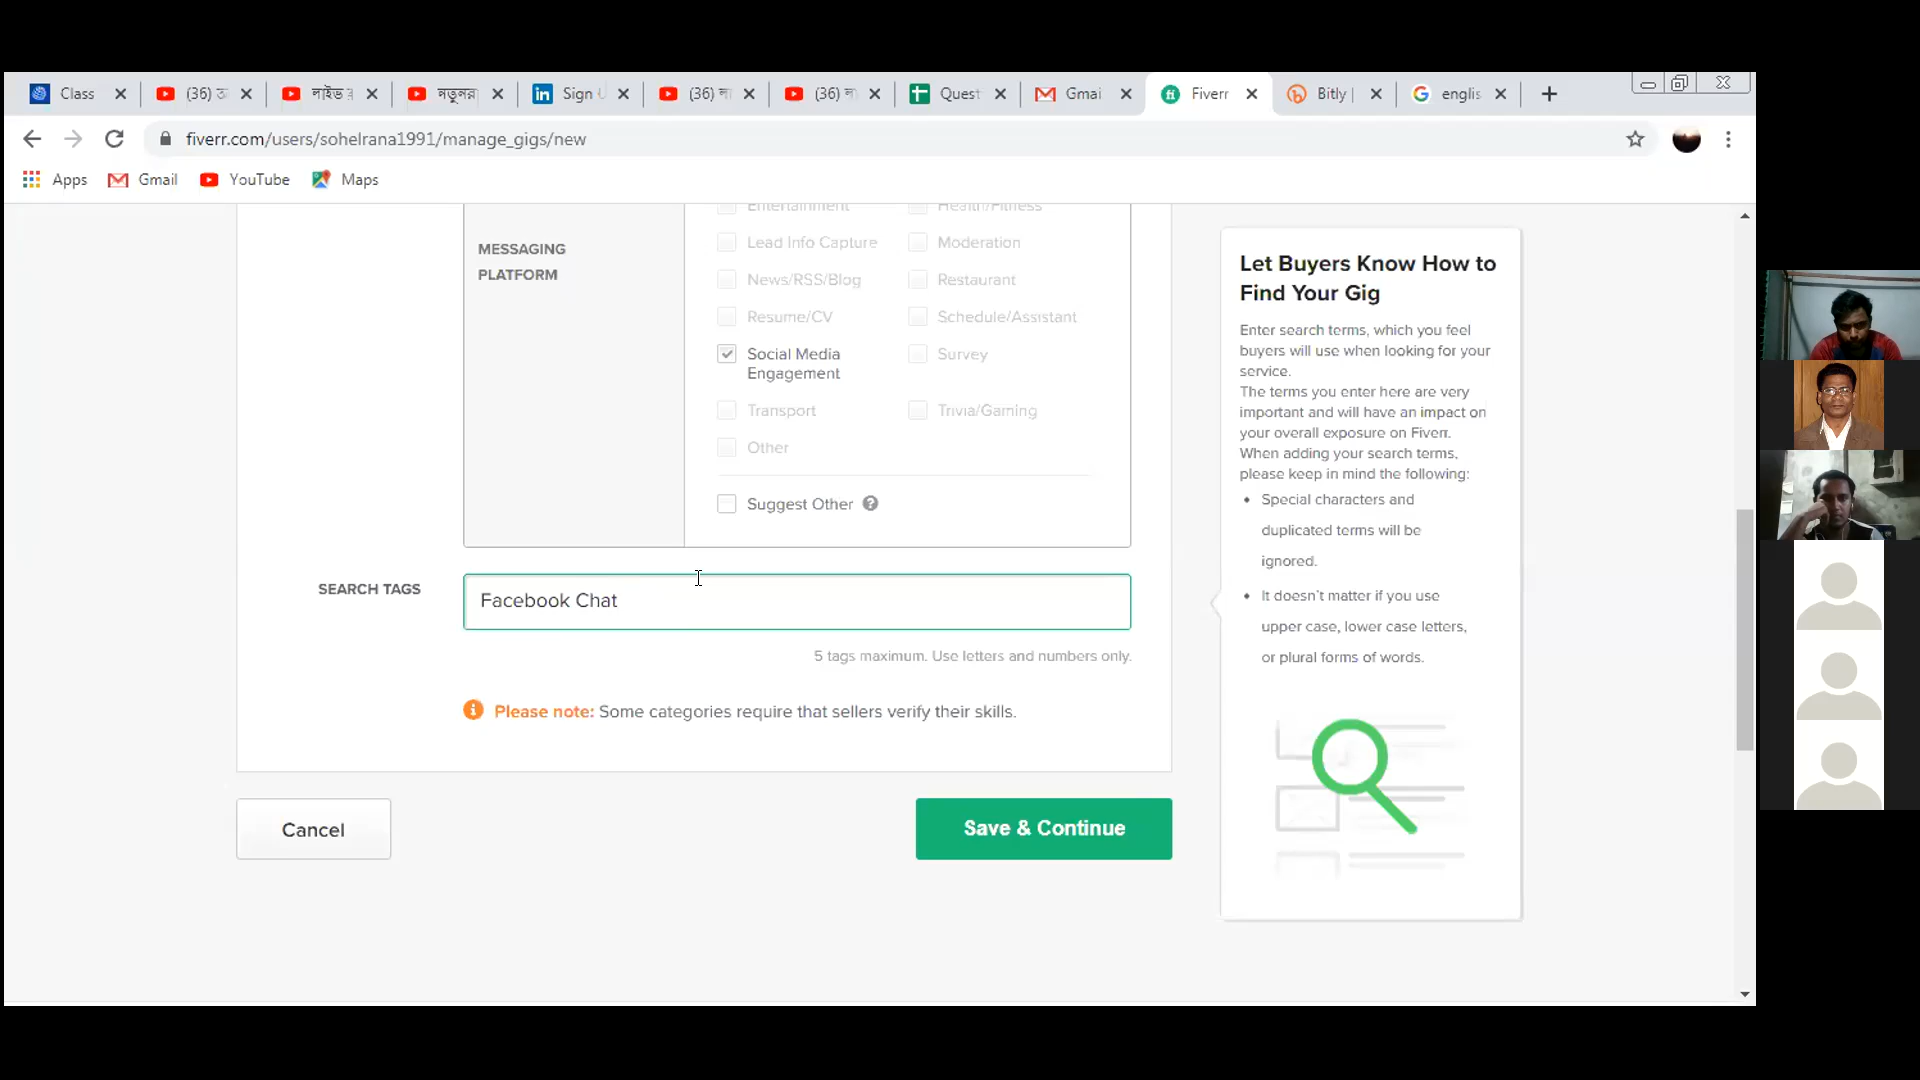 Class
(36)
লাইভ
নতুনর
Sign
(36)
(36)
Quest
Gmai
Fiverr
Bitly |
englis
fiverr.com/users/sohelrana1991/manage_gigs/new
Apps
Gmail
YouTube
Maps
Entertainment
Health/Fitness
MESSAGING
PLATFORM
Lead Info Capture
Moderation
News/RSS/Blog
Restaurant
Resume/CV
Schedule/Assistant
Social Media
Engagement
Survey
Transport
Trivia/Gaming
Other
Suggest Other
SEARCH TAGS
Facebook Chat
5 tags maximum. Use letters and numbers only.
Please note: Some categories require that sellers verify their skills.
Cancel
Save & Continue
Let Buyers Know How to
Find Your Gig
Enter search terms, which you feel
buyers will use when looking for your
service.
The terms you enter here are very
important and will have an impact on
your overall exposure on Fiverr.
When adding your search terms,
please keep in mind the following:
• Special characters and
duplicated terms will be
ignored.
• It doesn't matter if you use
upper case, lower case letters,
or plural forms of words.